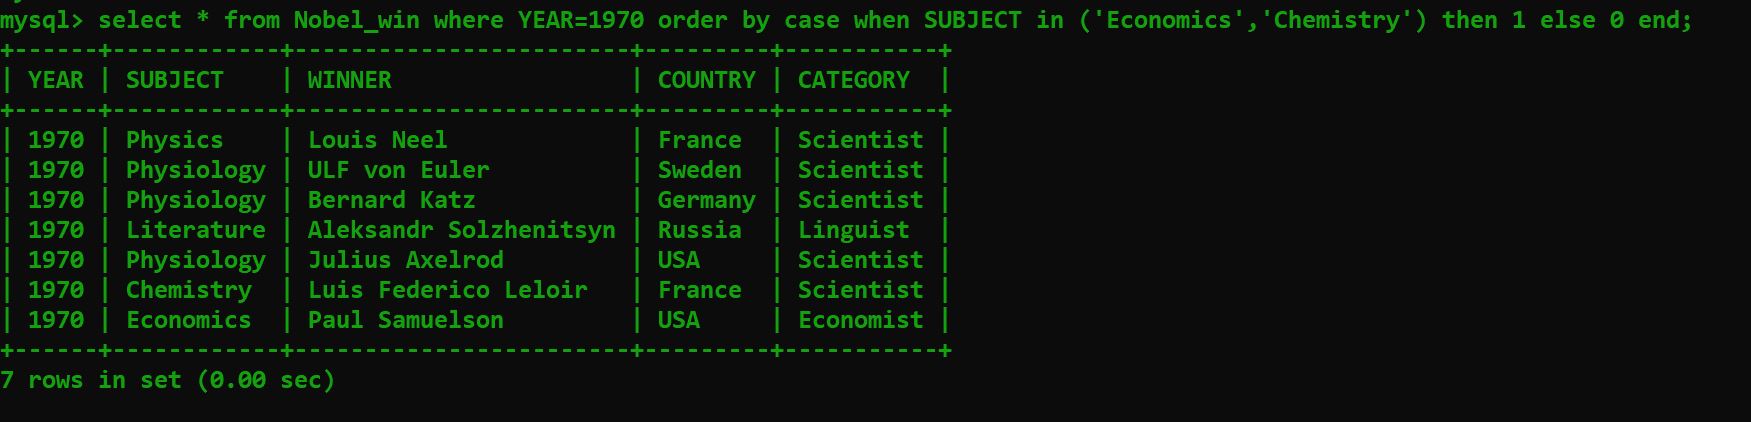 mysql> select * from Nobel_win where YEAR=1970 order by case when SUBJECT in ('Economics','Chemistry') then 1 else 0 end;
+------+------------+------------------------+---------+-----------+
| YEAR | SUBJECT    | WINNER                 | COUNTRY | CATEGORY  |
+------+------------+------------------------+---------+-----------+
| 1970 | Physics    | Louis Neel             | France  | Scientist |
| 1970 | Physiology | ULF von Euler          | Sweden  | Scientist |
| 1970 | Physiology | Bernard Katz           | Germany | Scientist |
| 1970 | Literature | Aleksandr Solzhenitsyn | Russia  | Linguist  |
| 1970 | Physiology | Julius Axelrod         | USA     | Scientist |
| 1970 | Chemistry  | Luis Federico Leloir   | France  | Scientist |
| 1970 | Economics  | Paul Samuelson         | USA     | Economist |
+------+------------+------------------------+---------+-----------+
7 rows in set (0.00 sec)